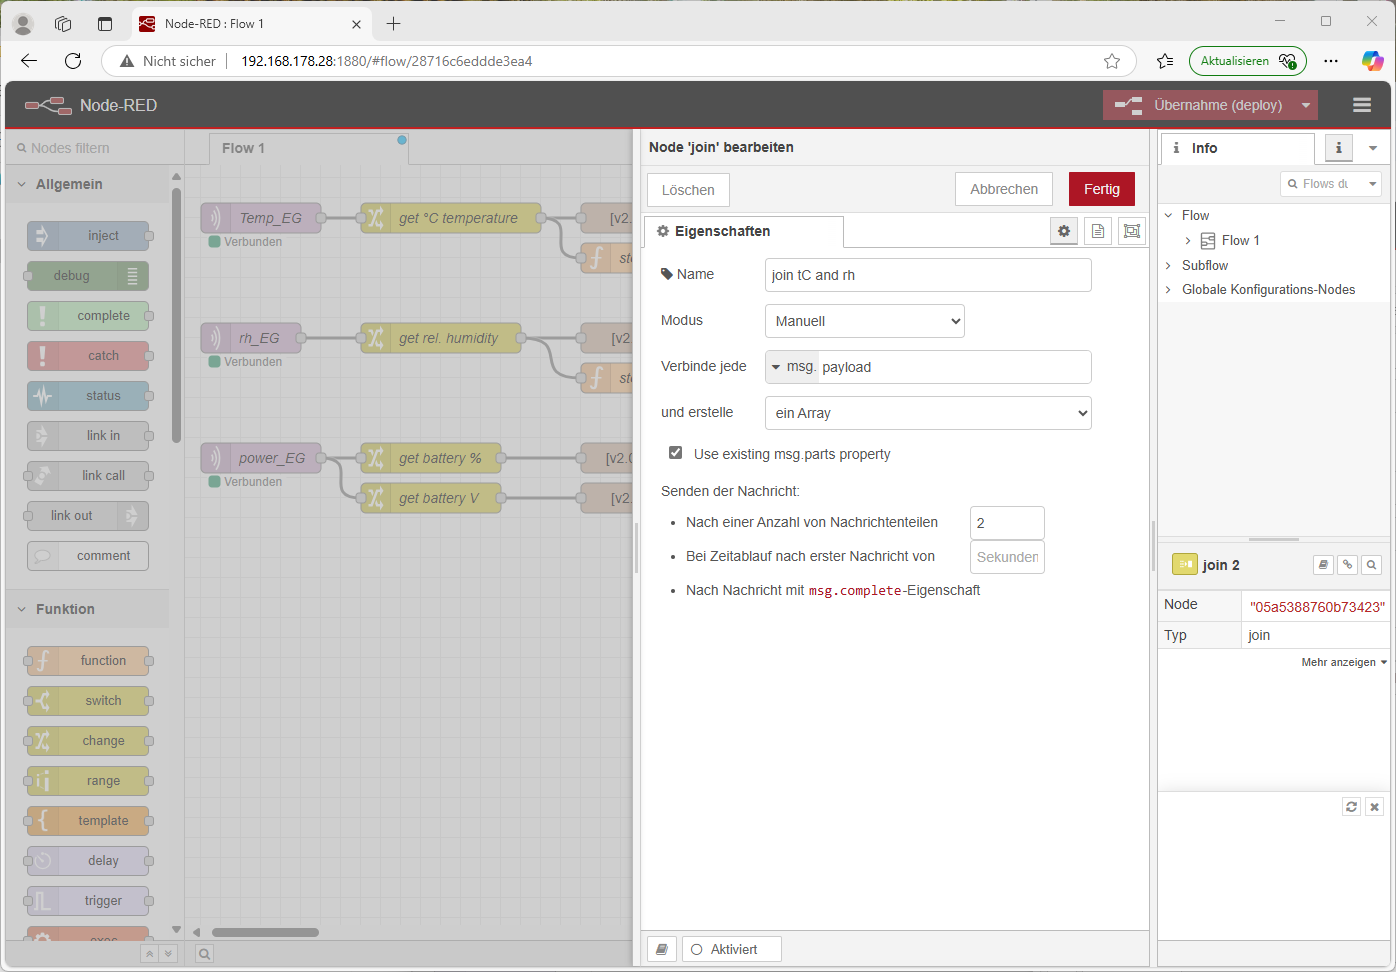 Node-RED : Flow 1
Nicht sicher
192.168.178.28:1880/#flow/28716c6eddde3ea4
Aktualisieren
Node-RED
Übernahme (deploy)
Nodes filtern
Allgemein
inject
debug
complete
catch
status
link in
link call
link out
comment
Funktion
function
switch
change
range
template
delay
trigger
exec
Flow 1
Temp_EG
Verbunden
get °C temperature
[v2.
f
st
rh_EG
Verbunden
get rel. humidity
[v2.
f
st
power_EG
Verbunden
get battery %
[v2.0
get battery V
[v2.
Node 'join' bearbeiten
Löschen
Abbrechen
Fertig
Eigenschaften
Name
join tC and rh
Modus
Manuell
Verbinde jede
msg. payload
und erstelle
ein Array
Use existing msg.parts property
Senden der Nachricht:
• Nach einer Anzahl von Nachrichtenteilen
2
• Bei Zeitablauf nach erster Nachricht von
Sekunden
• Nach Nachricht mit msg.complete-Eigenschaft
Aktiviert
i Info
i
Flows du
Flow
Flow 1
Subflow
Globale Konfigurations-Nodes
join 2
Node
"05a5388760b73423"
Typ
join
Mehr anzeigen